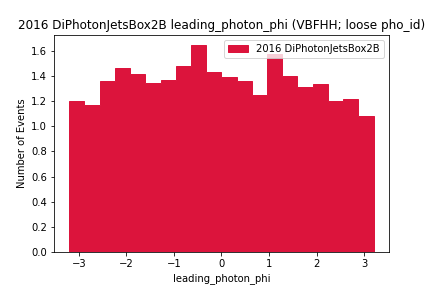 2016 DiPhotonJetsBox2B leading_photon_phi (VBFHH; loose pho_id)
2016 DiPhotonJetsBox2B
Number of Events
1.6
1.4
1.2
1.0
0.8
0.6
0.4
0.2
0.0
−3 −2 −1 0 1 2 3
leading_photon_phi